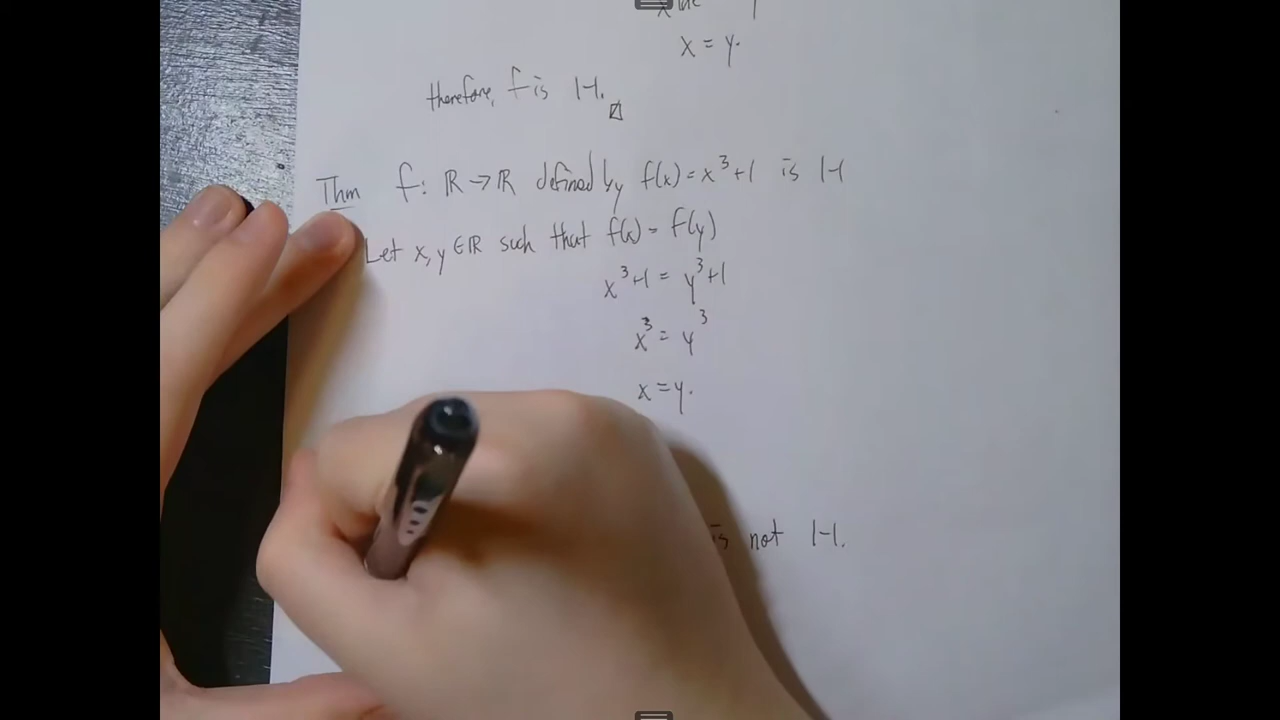 x = y.
therefore, f is 1-1.
Thm f: ℝ → ℝ defined by f(x) = x³+1 is 1-1
Let x, y ∈ ℝ such that f(x) = f(y)
x³+1 = y³+1
x³ = y³
x = y.
is not 1-1.